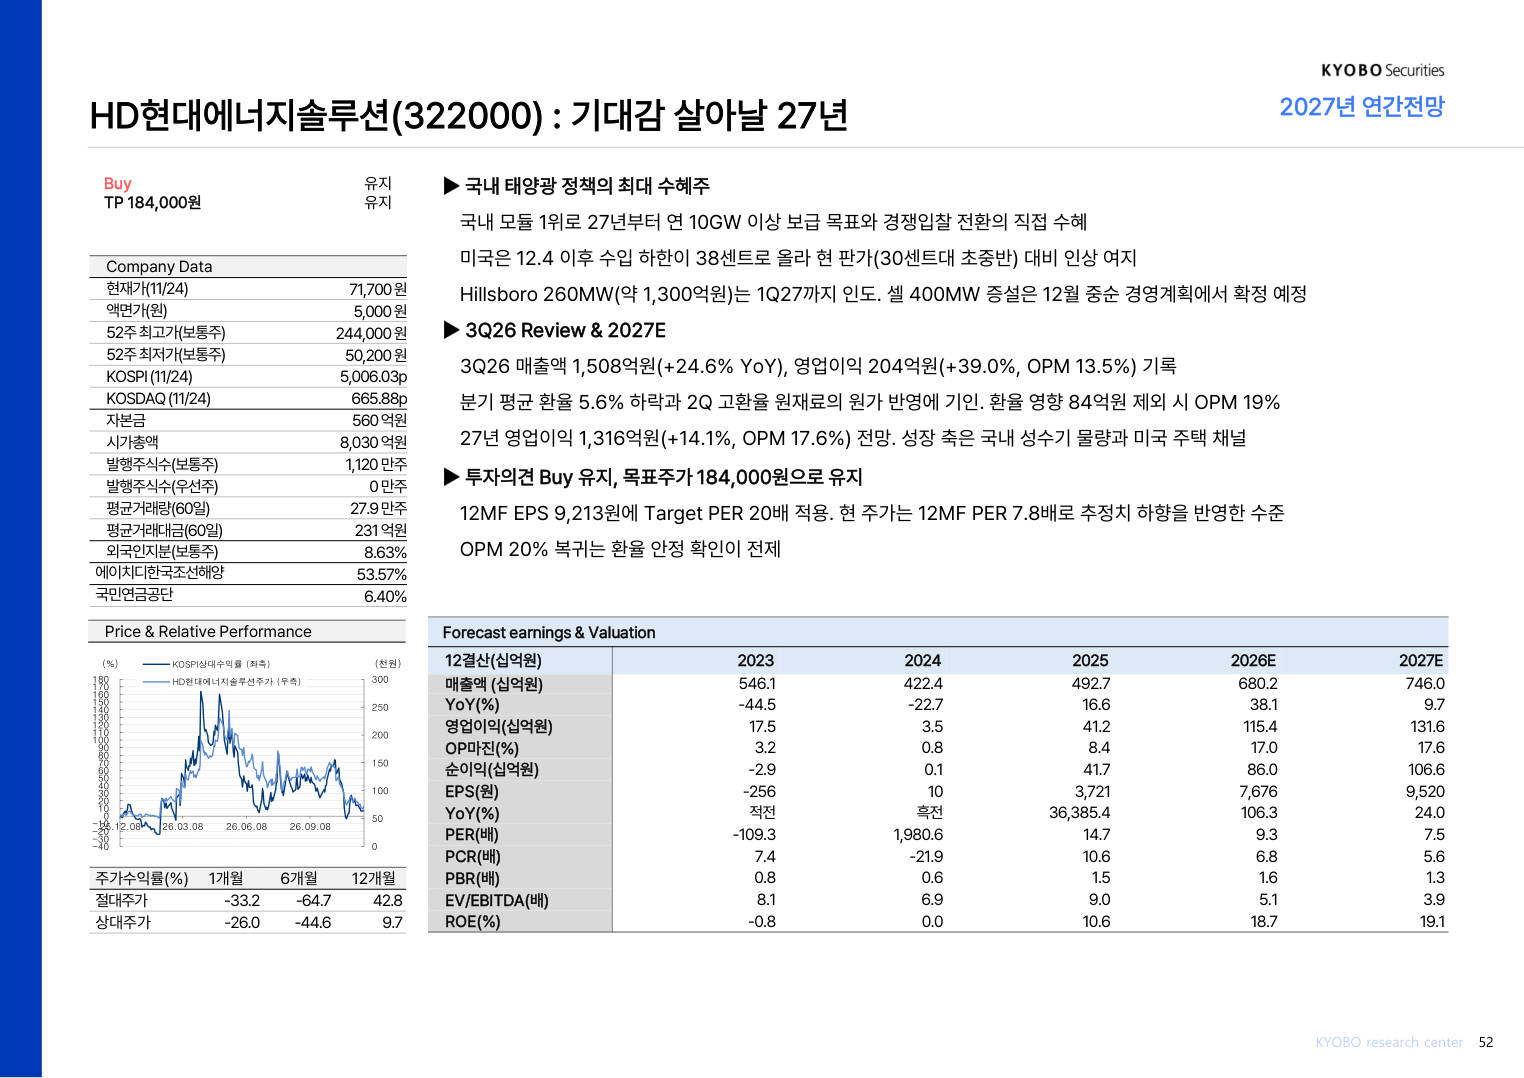 KYOBO Securities
2027년 연간전망
HD현대에너지솔루션(322000) : 기대감 살아날 27년
Buy 유지
TP 184,000원 유지
Company Data
현재가(11/24) 71,700 원
액면가(원) 5,000 원
52주 최고가(보통주) 244,000 원
52주 최저가(보통주) 50,200 원
KOSPI (11/24) 5,006.03p
KOSDAQ (11/24) 665.88p
자본금 560 억원
시가총액 8,030 억원
발행주식수(보통주) 1,120 만주
발행주식수(우선주) 0 만주
평균거래량(60일) 27.9 만주
평균거래대금(60일) 231 억원
외국인지분(보통주) 8.63%
에이치디한국조선해양 53.57%
국민연금공단 6.40%
Price & Relative Performance
(%) KOSPI상대수익률 (좌측) (천원)
HD현대에너지솔루션주가 (우측)
180
170
160
150
140
130
120
110
100
90
80
70
60
50
40
30
20
10
0
-10
-20
-30
-40
300
250
200
150
100
50
0
25.12.08 26.03.08 26.06.08 26.09.08
주가수익률(%) 1개월 6개월 12개월
절대주가 -33.2 -64.7 42.8
상대주가 -26.0 -44.6 9.7
▶ 국내 태양광 정책의 최대 수혜주
국내 모듈 1위로 27년부터 연 10GW 이상 보급 목표와 경쟁입찰 전환의 직접 수혜
미국은 12.4 이후 수입 하한이 38센트로 올라 현 판가(30센트대 초중반) 대비 인상 여지
Hillsboro 260MW(약 1,300억원)는 1Q27까지 인도. 셀 400MW 증설은 12월 중순 경영계획에서 확정 예정
▶ 3Q26 Review & 2027E
3Q26 매출액 1,508억원(+24.6% YoY), 영업이익 204억원(+39.0%, OPM 13.5%) 기록
분기 평균 환율 5.6% 하락과 2Q 고환율 원재료의 원가 반영에 기인. 환율 영향 84억원 제외 시 OPM 19%
27년 영업이익 1,316억원(+14.1%, OPM 17.6%) 전망. 성장 축은 국내 성수기 물량과 미국 주택 채널
▶ 투자의견 Buy 유지, 목표주가 184,000원으로 유지
12MF EPS 9,213원에 Target PER 20배 적용. 현 주가는 12MF PER 7.8배로 추정치 하향을 반영한 수준
OPM 20% 복귀는 환율 안정 확인이 전제
Forecast earnings & Valuation
12결산(십억원) 2023 2024 2025 2026E 2027E
매출액 (십억원) 546.1 422.4 492.7 680.2 746.0
YoY(%) -44.5 -22.7 16.6 38.1 9.7
영업이익(십억원) 17.5 3.5 41.2 115.4 131.6
OP마진(%) 3.2 0.8 8.4 17.0 17.6
순이익(십억원) -2.9 0.1 41.7 86.0 106.6
EPS(원) -256 10 3,721 7,676 9,520
YoY(%) 적전 흑전 36,385.4 106.3 24.0
PER(배) -109.3 1,980.6 14.7 9.3 7.5
PCR(배) 7.4 -21.9 10.6 6.8 5.6
PBR(배) 0.8 0.6 1.5 1.6 1.3
EV/EBITDA(배) 8.1 6.9 9.0 5.1 3.9
ROE(%) -0.8 0.0 10.6 18.7 19.1
KYOBO research center 52